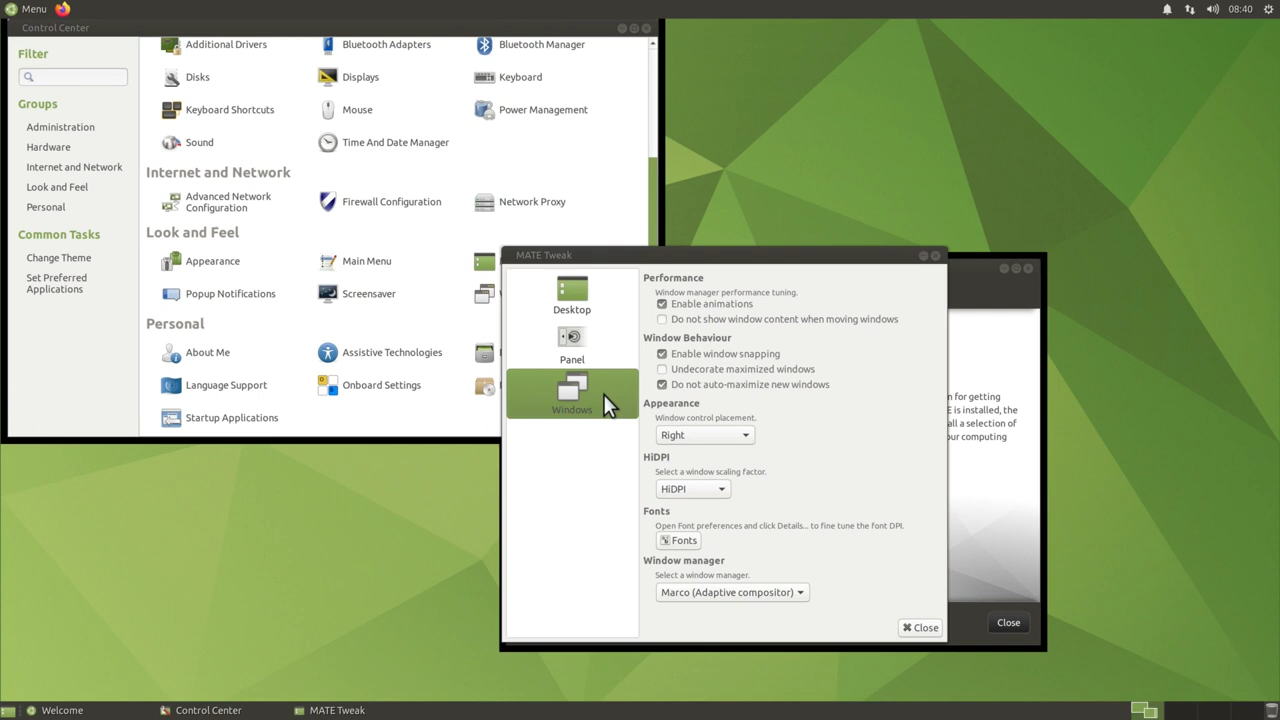 Menu
08:40
Control Center
Filter
Groups
Administration
Hardware
Internet and Network
Look and Feel
Personal
Common Tasks
Change Theme
Set Preferred
Applications
Additional Drivers
Bluetooth Adapters
Bluetooth Manager
Disks
Displays
Keyboard
Keyboard Shortcuts
Mouse
Power Management
Sound
Time And Date Manager
Internet and Network
Advanced Network
Configuration
Firewall Configuration
Network Proxy
Look and Feel
Appearance
Main Menu
Popup Notifications
Screensaver
Personal
About Me
Assistive Technologies
Language Support
Onboard Settings
Startup Applications
MATE Tweak
Desktop
Panel
Windows
Performance
Window manager performance tuning.
Enable animations
Do not show window content when moving windows
Window Behaviour
Enable window snapping
Undecorate maximized windows
Do not auto-maximize new windows
Appearance
Window control placement.
Right
HiDPI
Select a window scaling factor.
HiDPI
Fonts
Open Font preferences and click Details... to fine tune the font DPI.
Fonts
Window manager
Select a window manager.
Marco (Adaptive compositor)
Close
n for getting
E is installed, the
all a selection of
our computing
Close
Welcome
Control Center
MATE Tweak